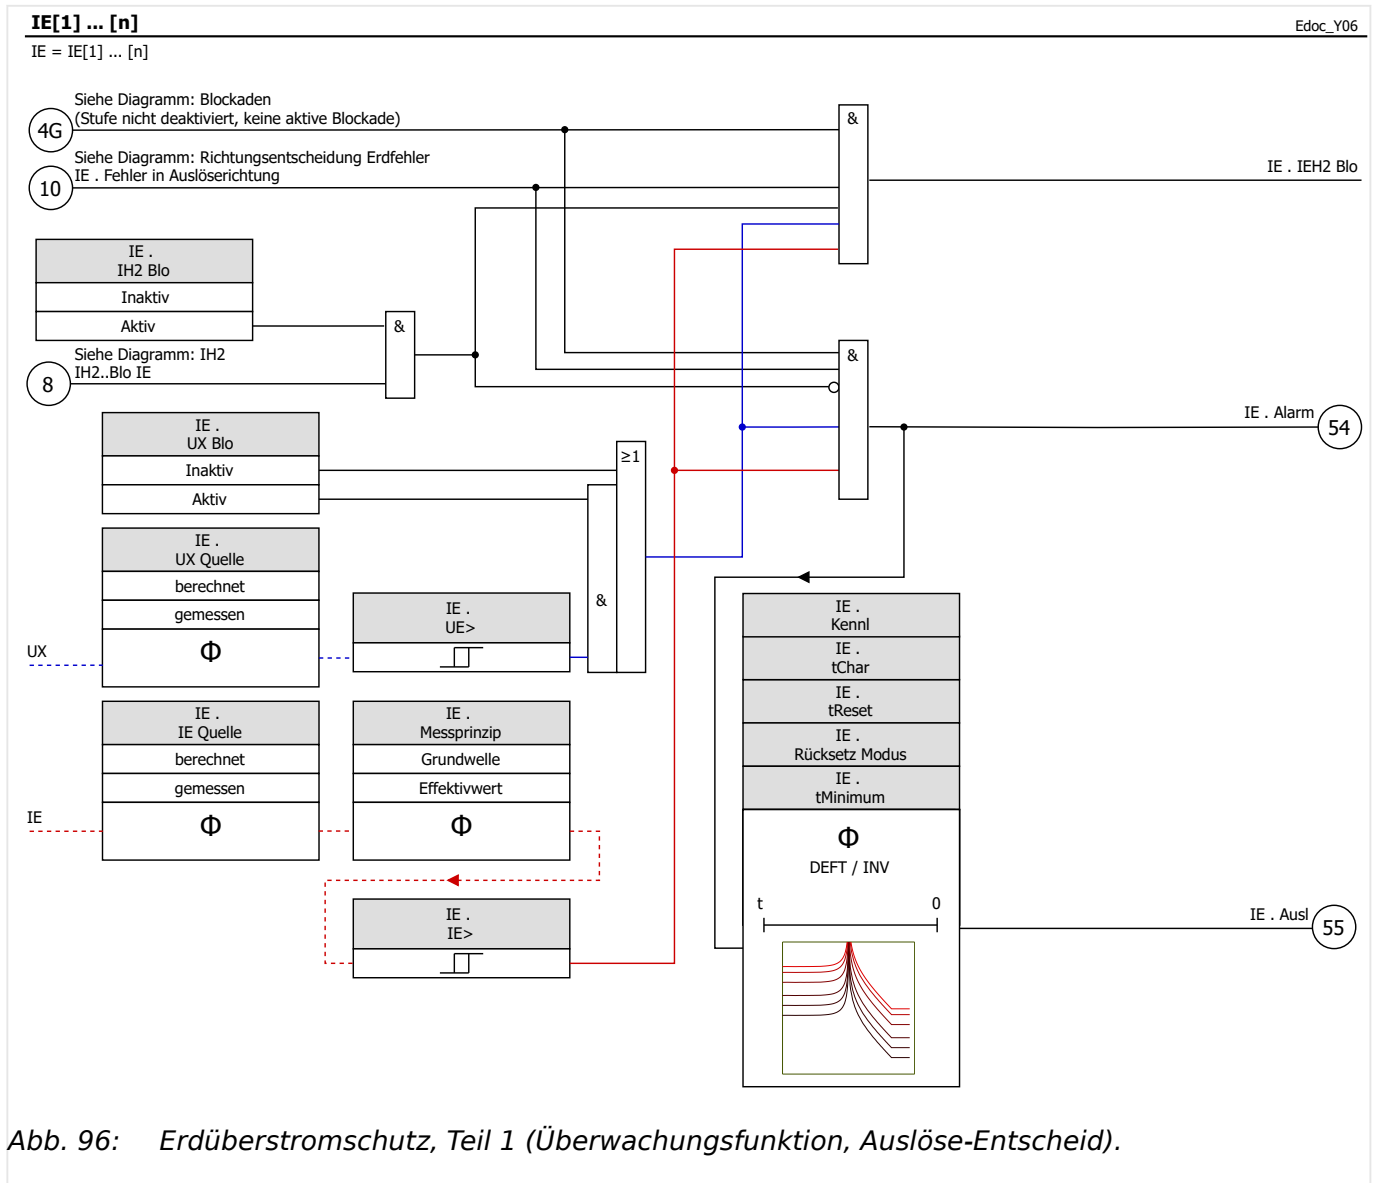 IE[1] ... [n]
Edoc_Y06
IE = IE[1] ... [n]
Siehe Diagramm: Blockaden
(Stufe nicht deaktiviert, keine aktive Blockade)
4G
&
Siehe Diagramm: Richtungsentscheidung Erdfehler
IE . Fehler in Auslöserichtung
10
IE . IEH2 Blo
IE .
IH2 Blo
Inaktiv
Aktiv
&
Siehe Diagramm: IH2
IH2..Blo IE
8
&
IE . Alarm
54
IE .
UX Blo
Inaktiv
Aktiv
≥1
&
IE .
UX Quelle
berechnet
gemessen
Φ
UX
IE .
UE>
IE .
IE Quelle
berechnet
gemessen
Φ
IE
IE .
Messprinzip
Grundwelle
Effektivwert
Φ
IE .
IE>
IE .
Kennl
IE .
tChar
IE .
tReset
IE .
Rücksetz Modus
IE .
tMinimum
Φ
DEFT / INV
t
0
IE . Ausl
55
Abb. 96: Erdüberstromschutz, Teil 1 (Überwachungsfunktion, Auslöse-Entscheid).